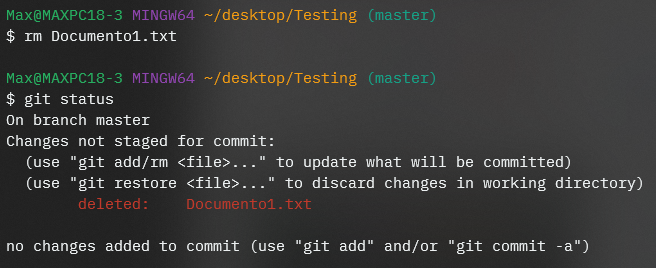 Max@MAXPC18-3 MINGW64 ~/desktop/Testing (master)
$ rm Documento1.txt
Max@MAXPC18-3 MINGW64 ~/desktop/Testing (master)
$ git status
On branch master
Changes not staged for commit:
  (use "git add/rm <file>..." to update what will be committed)
  (use "git restore <file>..." to discard changes in working directory)
        deleted:    Documento1.txt
no changes added to commit (use "git add" and/or "git commit -a")